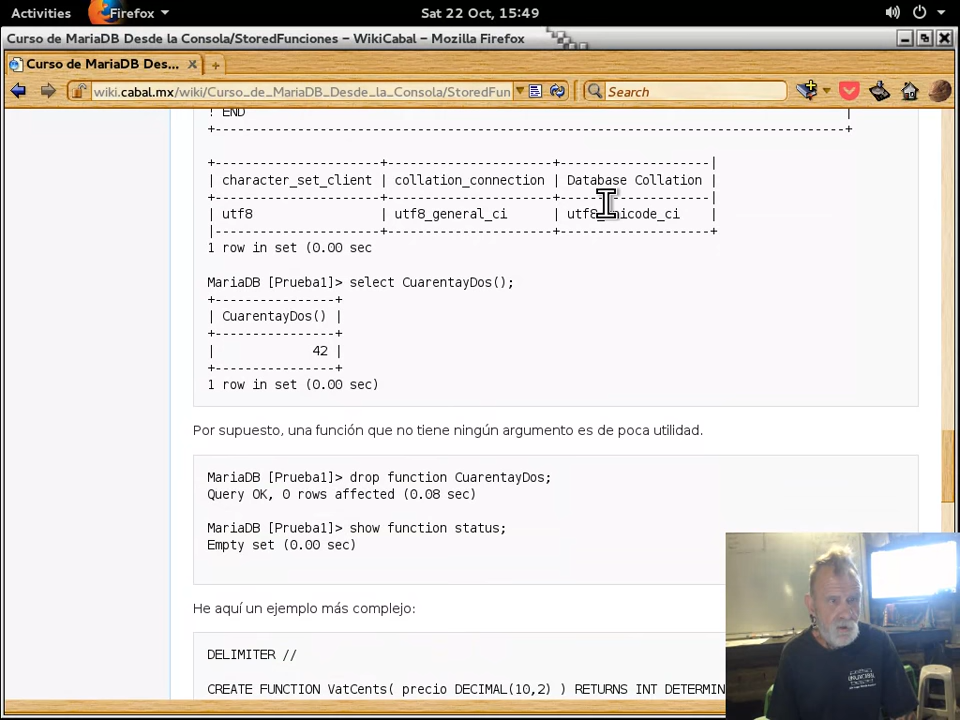 Activities
Firefox
Sat 22 Oct, 15:49
Curso de MariaDB Desde la Consola/StoredFunciones – WikiCabal – Mozilla Firefox
Curso de MariaDB Des...
wiki.cabal.mx/wiki/Curso_de_MariaDB_Desde_la_Consola/StoredFun
Search
! END |
+-------------------------------------------------------------------------+
+--------------------+----------------------+------------------|
| character_set_client | collation_connection | Database Collation |
+--------------------+----------------------+------------------|
| utf8 | utf8_general_ci | utf8_unicode_ci |
|--------------------+----------------------+------------------+
1 row in set (0.00 sec
MariaDB [Prueba1]> select CuarentayDos();
+----------------+
| CuarentayDos() |
+----------------+
| 42 |
+----------------+
1 row in set (0.00 sec)
Por supuesto, una función que no tiene ningún argumento es de poca utilidad.
MariaDB [Prueba1]> drop function CuarentayDos;
Query OK, 0 rows affected (0.08 sec)
MariaDB [Prueba1]> show function status;
Empty set (0.00 sec)
He aquí un ejemplo más complejo:
DELIMITER //
CREATE FUNCTION VatCents( precio DECIMAL(10,2) ) RETURNS INT DETERMIN